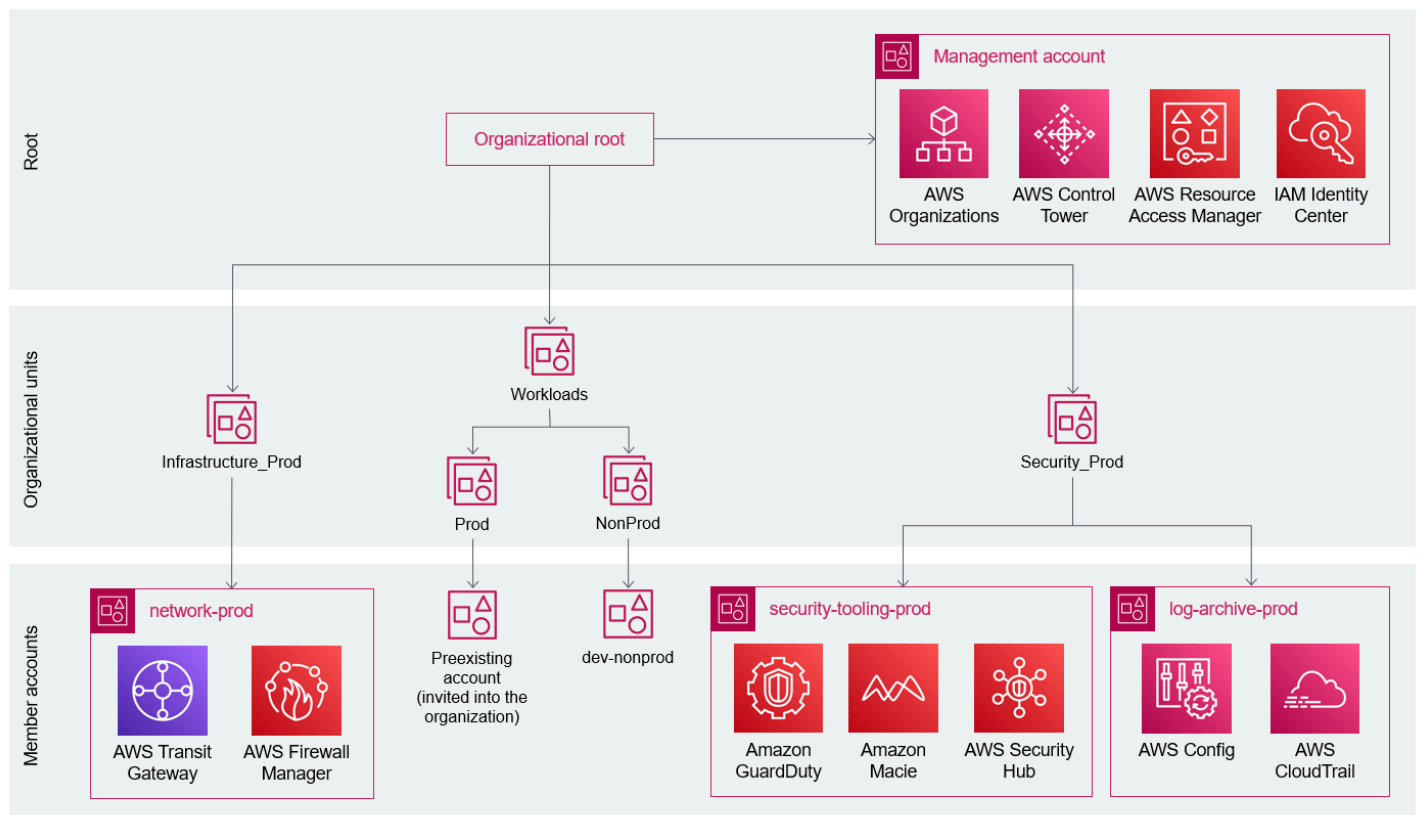 Root
Organizational root
Management account
AWS
Organizations
AWS Control
Tower
AWS Resource
Access Manager
IAM Identity
Center
Organizational units
Infrastructure_Prod
Workloads
Prod
NonProd
Security_Prod
Member accounts
network-prod
AWS Transit
Gateway
AWS Firewall
Manager
Preexisting
account
(invited into the
organization)
dev-nonprod
security-tooling-prod
Amazon
GuardDuty
Amazon
Macie
AWS Security
Hub
log-archive-prod
AWS Config
AWS
CloudTrail